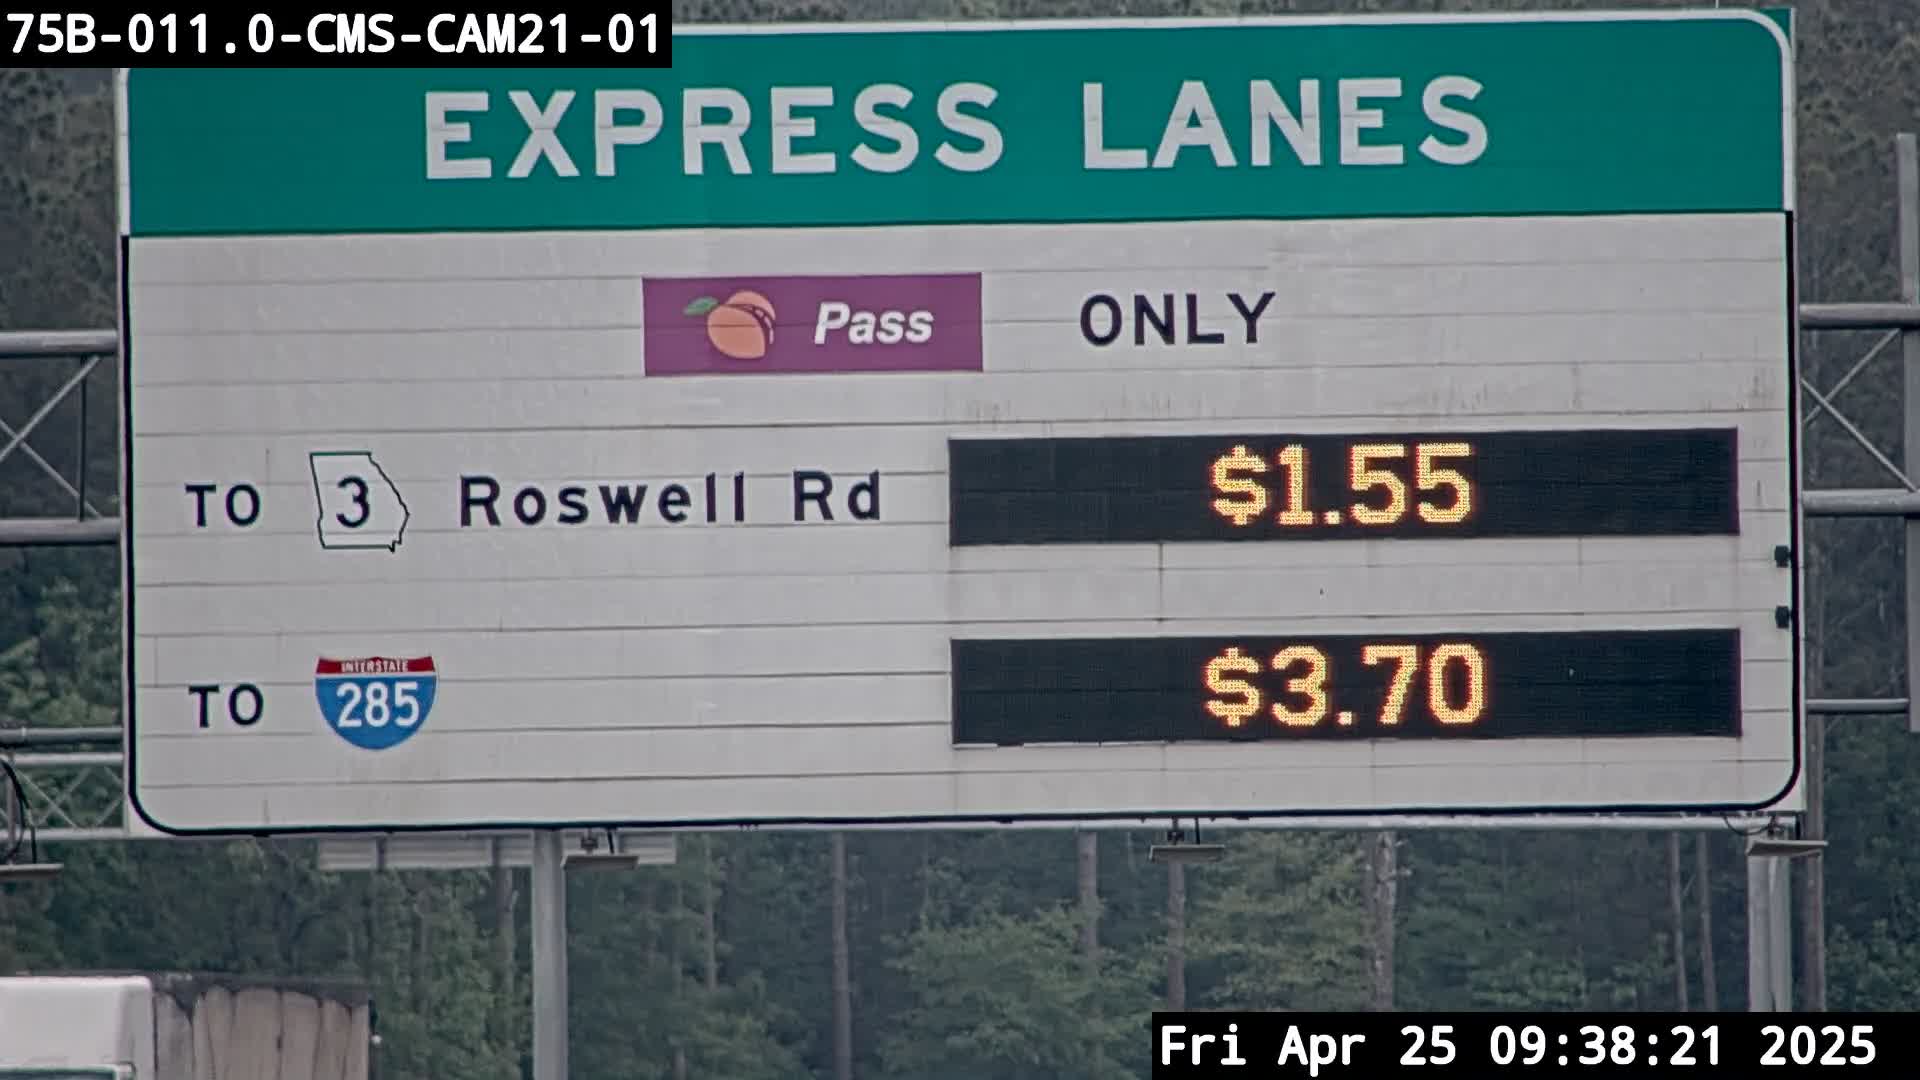 75B-011.0-CMS-CAM21-01
EXPRESS LANES
Pass ONLY
TO 3 Roswell Rd $1.55
INTERSTATE
TO 285 $3.70
Fri Apr 25 09:38:21 2025